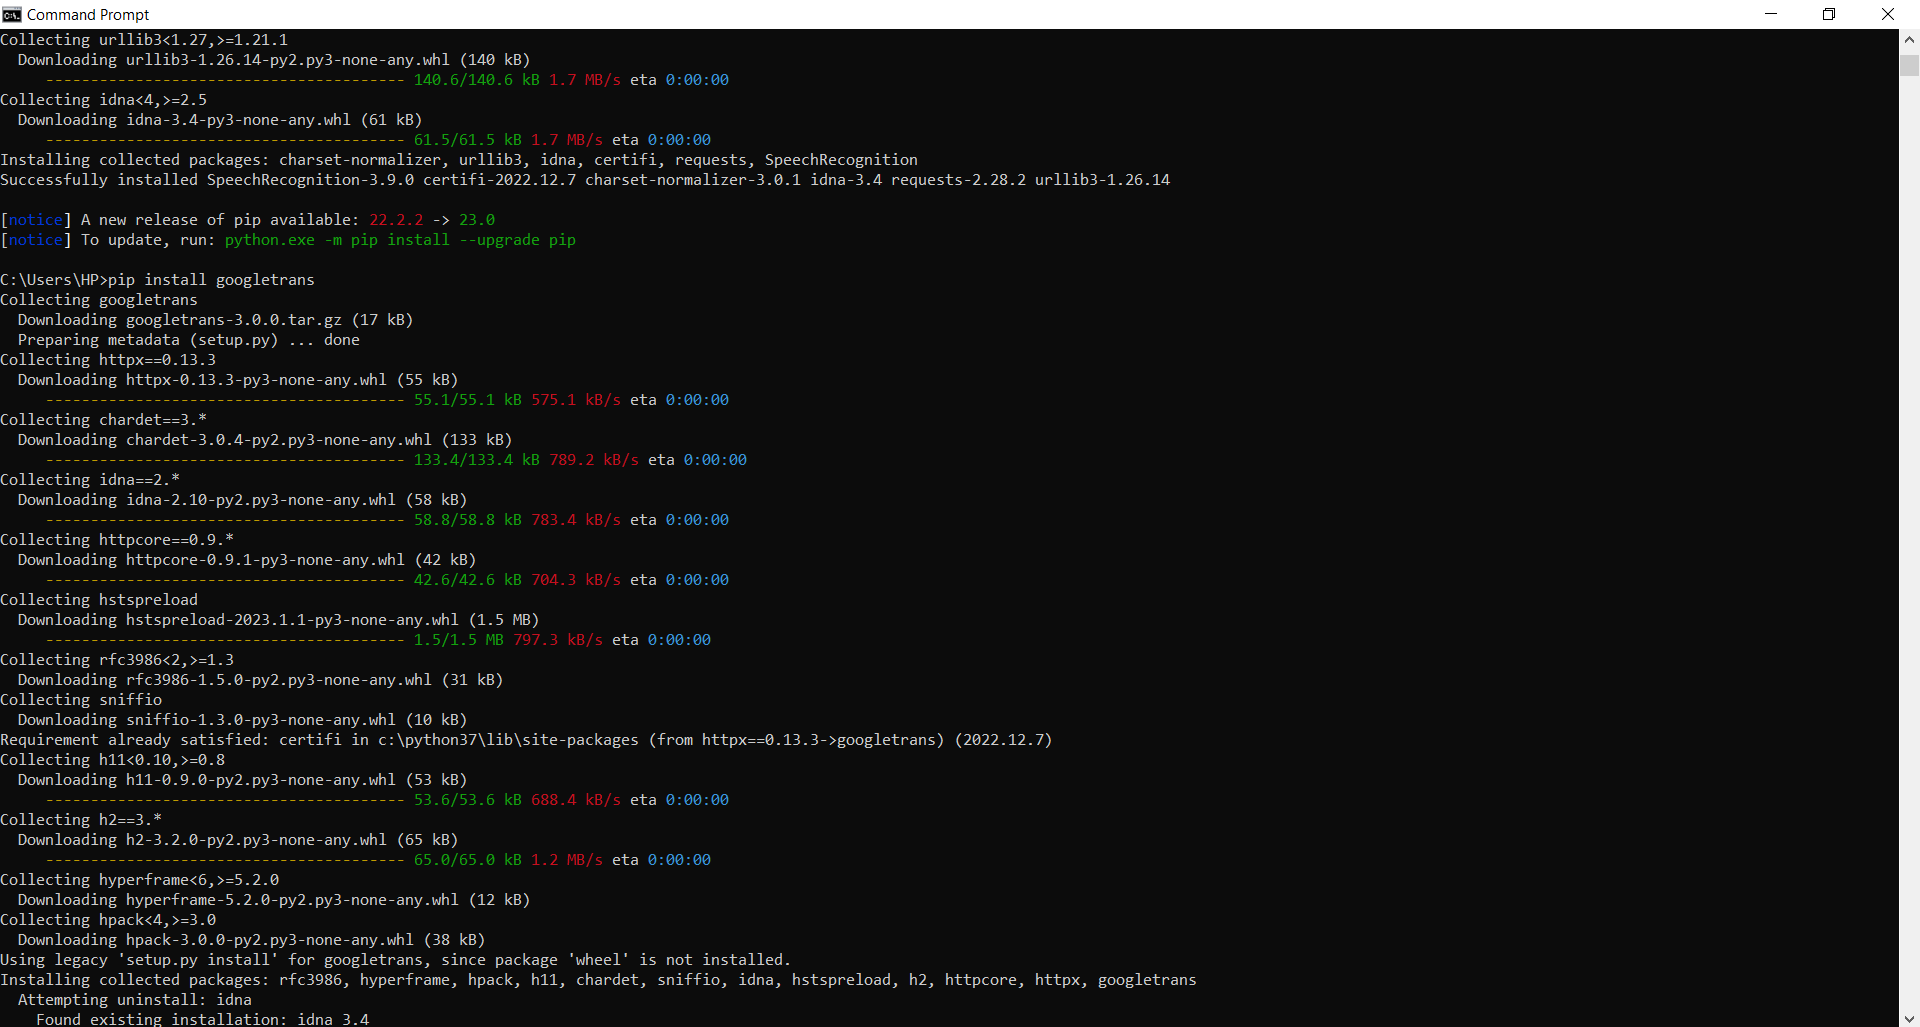 Command Prompt
Collecting urllib3<1.27,>=1.21.1
  Downloading urllib3-1.26.14-py2.py3-none-any.whl (140 kB)
     ---------------------------------------- 140.6/140.6 kB 1.7 MB/s eta 0:00:00
Collecting idna<4,>=2.5
  Downloading idna-3.4-py3-none-any.whl (61 kB)
     ---------------------------------------- 61.5/61.5 kB 1.7 MB/s eta 0:00:00
Installing collected packages: charset-normalizer, urllib3, idna, certifi, requests, SpeechRecognition
Successfully installed SpeechRecognition-3.9.0 certifi-2022.12.7 charset-normalizer-3.0.1 idna-3.4 requests-2.28.2 urllib3-1.26.14
[notice] A new release of pip available: 22.2.2 -> 23.0
[notice] To update, run: python.exe -m pip install --upgrade pip
C:\Users\HP>pip install googletrans
Collecting googletrans
  Downloading googletrans-3.0.0.tar.gz (17 kB)
  Preparing metadata (setup.py) ... done
Collecting httpx==0.13.3
  Downloading httpx-0.13.3-py3-none-any.whl (55 kB)
     ---------------------------------------- 55.1/55.1 kB 575.1 kB/s eta 0:00:00
Collecting chardet==3.*
  Downloading chardet-3.0.4-py2.py3-none-any.whl (133 kB)
     ---------------------------------------- 133.4/133.4 kB 789.2 kB/s eta 0:00:00
Collecting idna==2.*
  Downloading idna-2.10-py2.py3-none-any.whl (58 kB)
     ---------------------------------------- 58.8/58.8 kB 783.4 kB/s eta 0:00:00
Collecting httpcore==0.9.*
  Downloading httpcore-0.9.1-py3-none-any.whl (42 kB)
     ---------------------------------------- 42.6/42.6 kB 704.3 kB/s eta 0:00:00
Collecting hstspreload
  Downloading hstspreload-2023.1.1-py3-none-any.whl (1.5 MB)
     ---------------------------------------- 1.5/1.5 MB 797.3 kB/s eta 0:00:00
Collecting rfc3986<2,>=1.3
  Downloading rfc3986-1.5.0-py2.py3-none-any.whl (31 kB)
Collecting sniffio
  Downloading sniffio-1.3.0-py3-none-any.whl (10 kB)
Requirement already satisfied: certifi in c:\python37\lib\site-packages (from httpx==0.13.3->googletrans) (2022.12.7)
Collecting h11<0.10,>=0.8
  Downloading h11-0.9.0-py2.py3-none-any.whl (53 kB)
     ---------------------------------------- 53.6/53.6 kB 688.4 kB/s eta 0:00:00
Collecting h2==3.*
  Downloading h2-3.2.0-py2.py3-none-any.whl (65 kB)
     ---------------------------------------- 65.0/65.0 kB 1.2 MB/s eta 0:00:00
Collecting hyperframe<6,>=5.2.0
  Downloading hyperframe-5.2.0-py2.py3-none-any.whl (12 kB)
Collecting hpack<4,>=3.0
  Downloading hpack-3.0.0-py2.py3-none-any.whl (38 kB)
Using legacy 'setup.py install' for googletrans, since package 'wheel' is not installed.
Installing collected packages: rfc3986, hyperframe, hpack, h11, chardet, sniffio, idna, hstspreload, h2, httpcore, httpx, googletrans
  Attempting uninstall: idna
    Found existing installation: idna 3.4